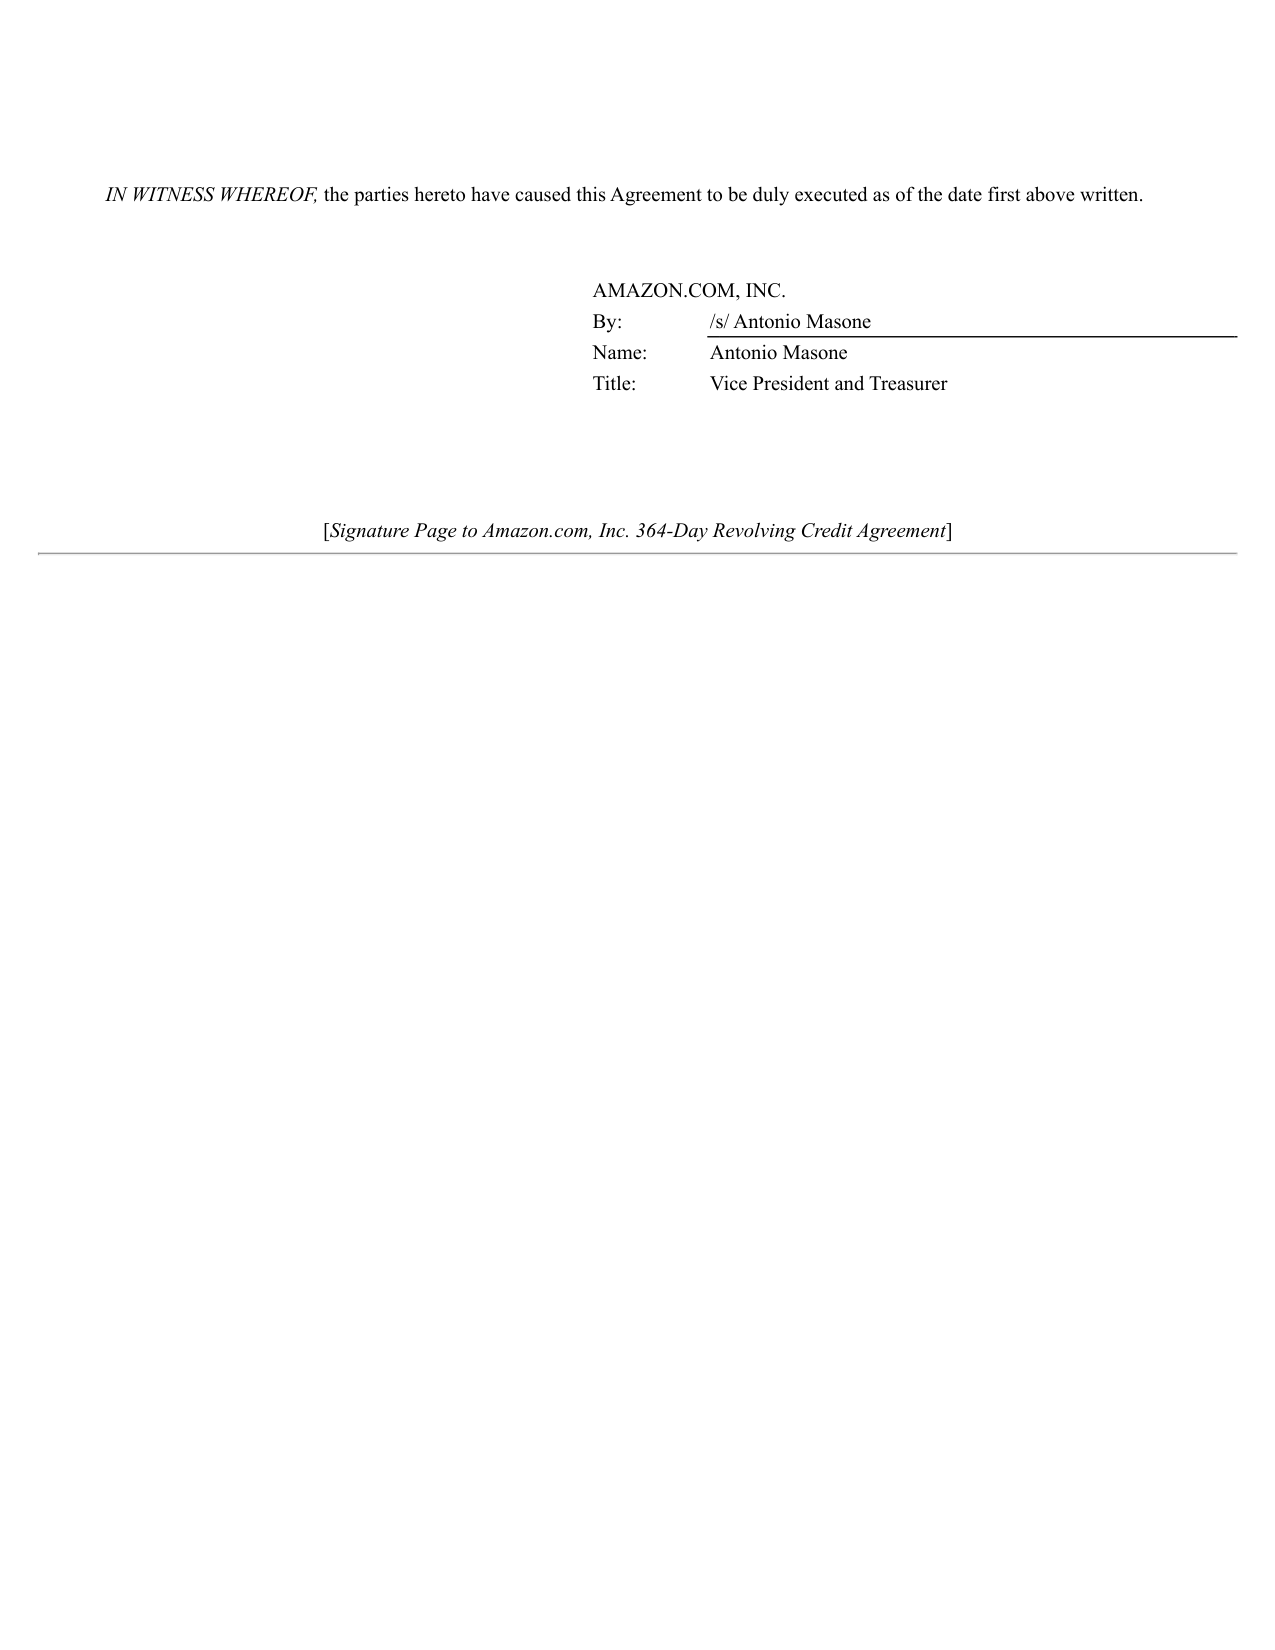 IN WITNESS WHEREOF, the parties hereto have caused this Agreement to be duly executed as of the date first above written.
AMAZON.COM, INC.
By: /s/ Antonio Masone
Name: Antonio Masone
Title: Vice President and Treasurer
[Signature Page to Amazon.com, Inc. 364-Day Revolving Credit Agreement]